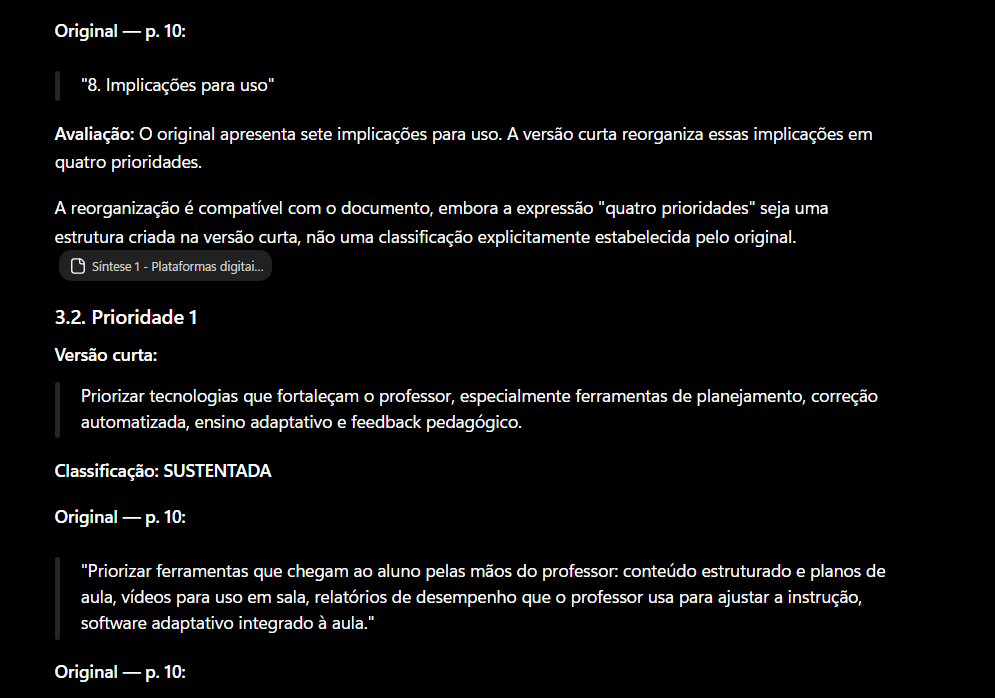 Original — p. 10:
"8. Implicações para uso"
Avaliação: O original apresenta sete implicações para uso. A versão curta reorganiza essas implicações em
quatro prioridades.
A reorganização é compatível com o documento, embora a expressão "quatro prioridades" seja uma
estrutura criada na versão curta, não uma classificação explicitamente estabelecida pelo original.
Síntese 1 - Plataformas digitai...
3.2. Prioridade 1
Versão curta:
Priorizar tecnologias que fortaleçam o professor, especialmente ferramentas de planejamento, correção
automatizada, ensino adaptativo e feedback pedagógico.
Classificação: SUSTENTADA
Original — p. 10:
"Priorizar ferramentas que chegam ao aluno pelas mãos do professor: conteúdo estruturado e planos de
aula, vídeos para uso em sala, relatórios de desempenho que o professor usa para ajustar a instrução,
software adaptativo integrado à aula."
Original — p. 10: